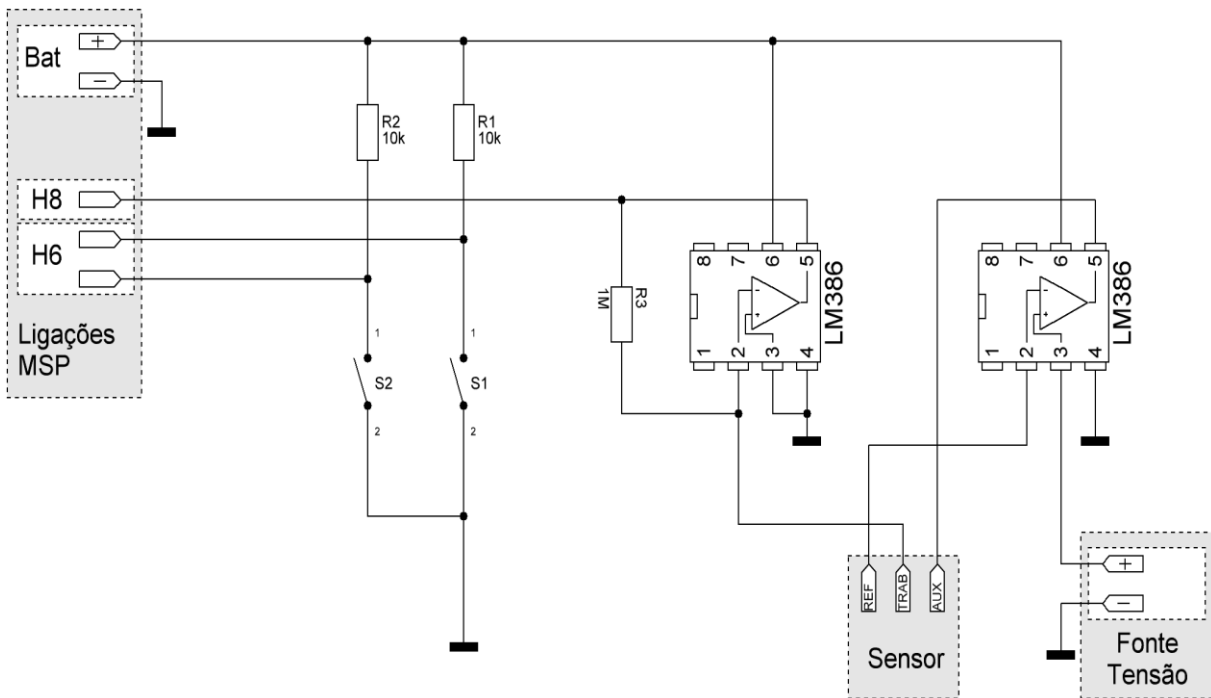 Bat
+
−
R2
10k
R1
10k
H8
H6
Ligações
MSP
1
S2
2
1
S1
2
R3
1M
8 7 6 5
- +
1 2 3 4
LM386
8 7 6 5
- +
1 2 3 4
LM386
REF
TRAB
AUX
Sensor
+
−
Fonte
Tensão